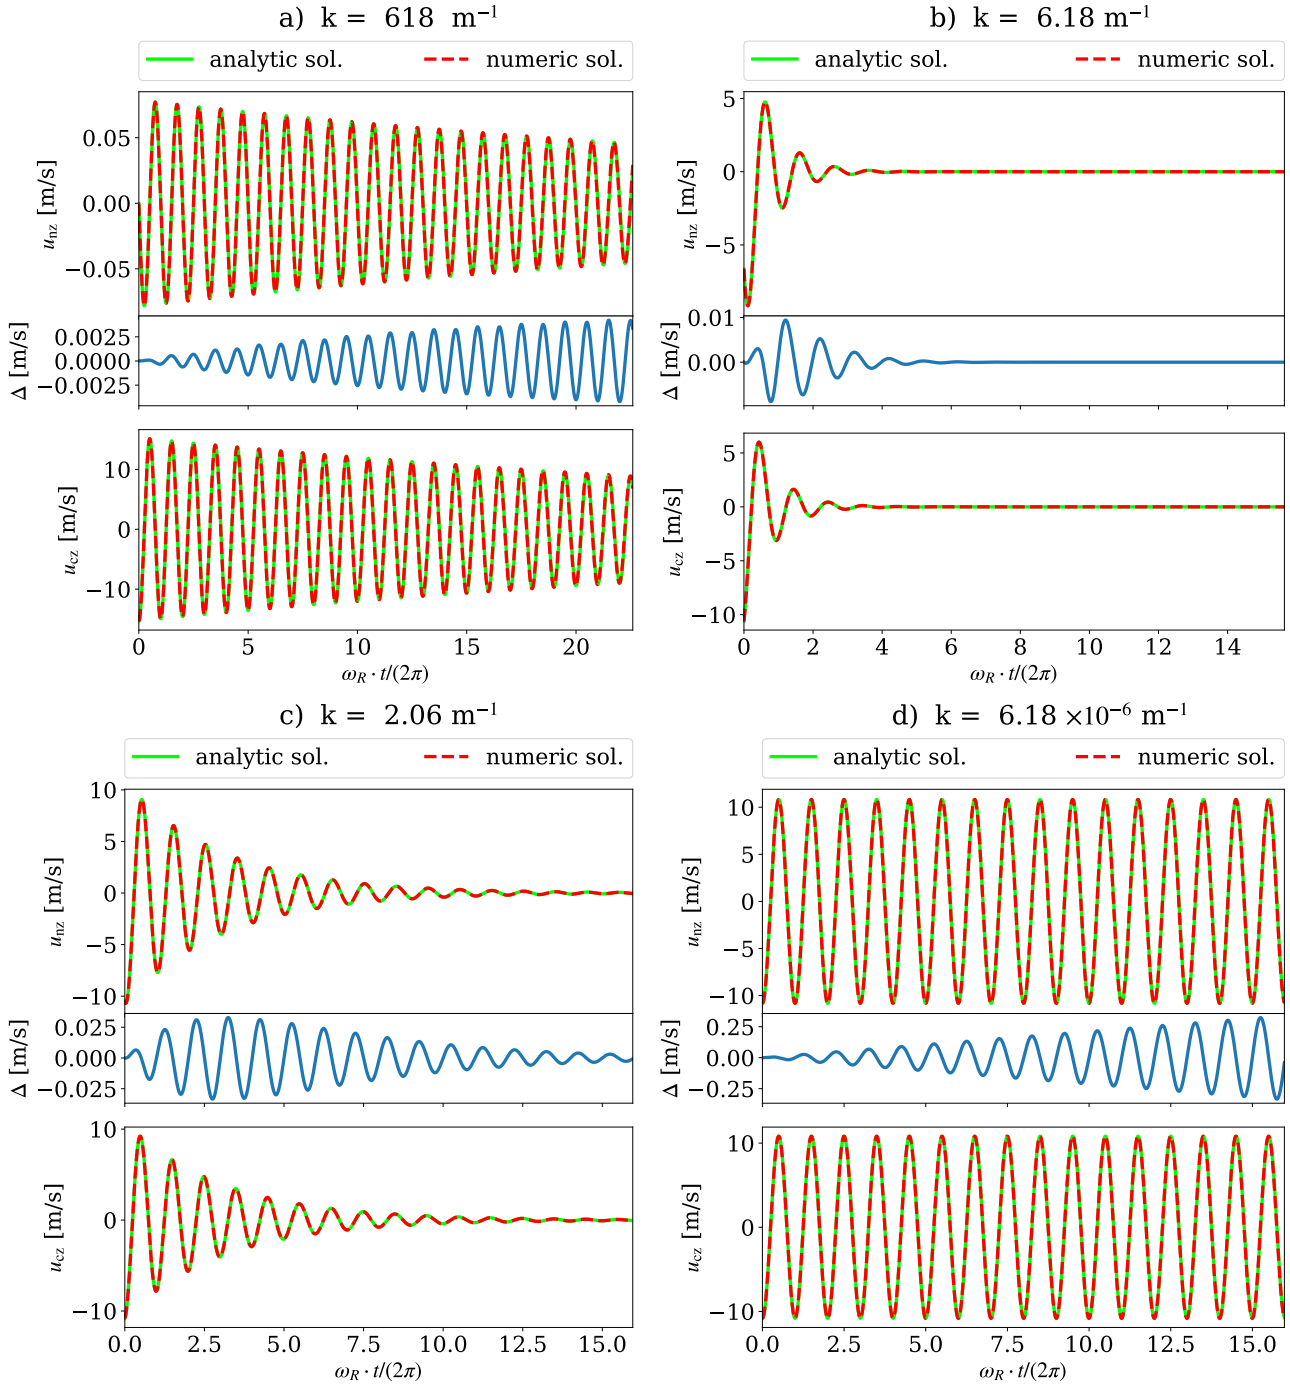 a) k = 618 m⁻¹
analytic sol. numeric sol.
0.05
0.00
−0.05
u_nz [m/s]
0.0025
0.0000
−0.0025
Δ [m/s]
10
0
−10
u_cz [m/s]
0 5 10 15 20
ω_R · t/(2π)
b) k = 6.18 m⁻¹
analytic sol. numeric sol.
5
0
−5
u_nz [m/s]
0.01
0.00
Δ [m/s]
5
0
−5
−10
u_cz [m/s]
0 2 4 6 8 10 12 14
ω_R · t/(2π)
c) k = 2.06 m⁻¹
analytic sol. numeric sol.
10
5
0
−5
−10
u_nz [m/s]
0.025
0.000
−0.025
Δ [m/s]
10
0
−10
u_cz [m/s]
0.0 2.5 5.0 7.5 10.0 12.5 15.0
ω_R · t/(2π)
d) k = 6.18 ×10⁻⁶ m⁻¹
analytic sol. numeric sol.
10
5
0
−5
−10
u_nz [m/s]
0.25
0.00
−0.25
Δ [m/s]
10
0
−10
u_cz [m/s]
0.0 2.5 5.0 7.5 10.0 12.5 15.0
ω_R · t/(2π)